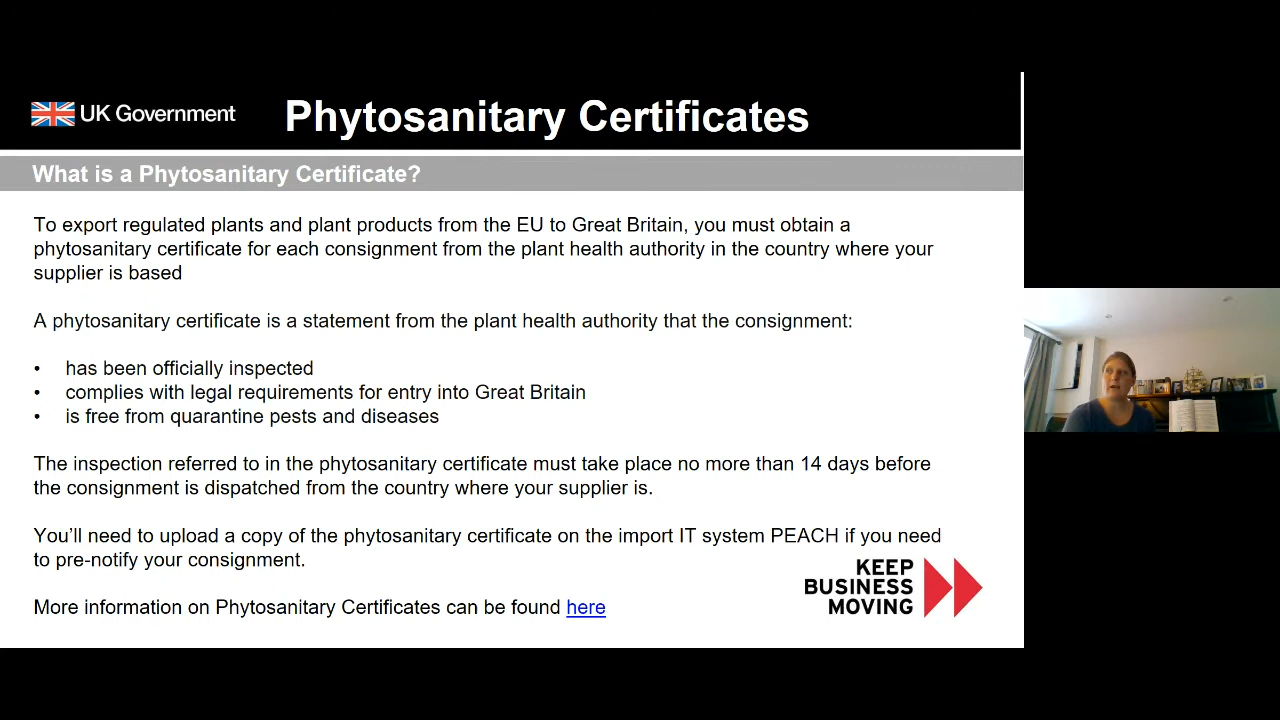 UK Government
Phytosanitary Certificates
What is a Phytosanitary Certificate?
To export regulated plants and plant products from the EU to Great Britain, you must obtain a
phytosanitary certificate for each consignment from the plant health authority in the country where your
supplier is based
A phytosanitary certificate is a statement from the plant health authority that the consignment:
• has been officially inspected
• complies with legal requirements for entry into Great Britain
• is free from quarantine pests and diseases
The inspection referred to in the phytosanitary certificate must take place no more than 14 days before
the consignment is dispatched from the country where your supplier is.
You’ll need to upload a copy of the phytosanitary certificate on the import IT system PEACH if you need
to pre-notify your consignment.
KEEP
BUSINESS
MOVING
More information on Phytosanitary Certificates can be found here